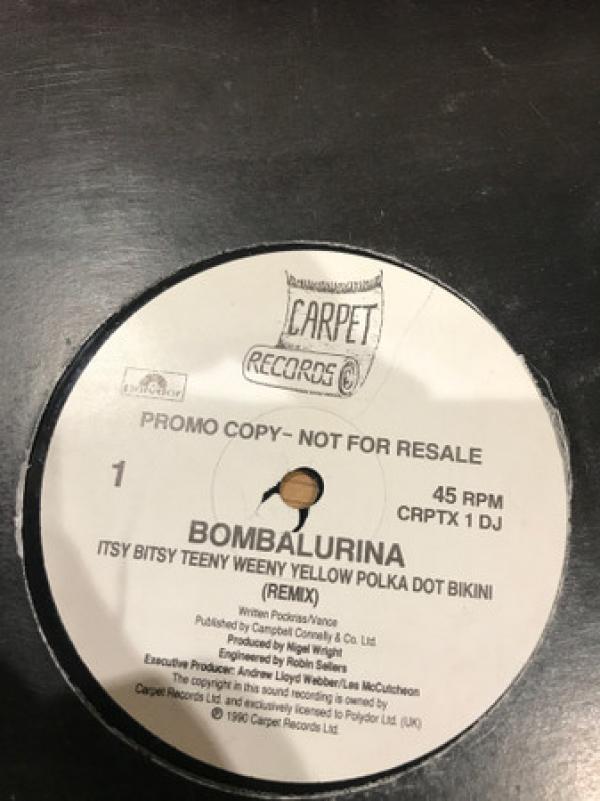 CARPET
RECORDS
polydor
PROMO COPY - NOT FOR RESALE
1
45 RPM
CRPTX 1 DJ
BOMBALURINA
ITSY BITSY TEENY WEENY YELLOW POLKA DOT BIKINI
(REMIX)
Written Pockriss/Vance
Published by Campbell Connelly & Co. Ltd.
Produced by Nigel Wright
Engineered by Robin Sellers
Executive Producer: Andrew Lloyd Webber/Les McCutcheon
The copyright in this sound recording is owned by
Carpet Records Ltd. and exclusively licensed to Polydor Ltd. (UK)
℗ 1990 Carpet Records Ltd.